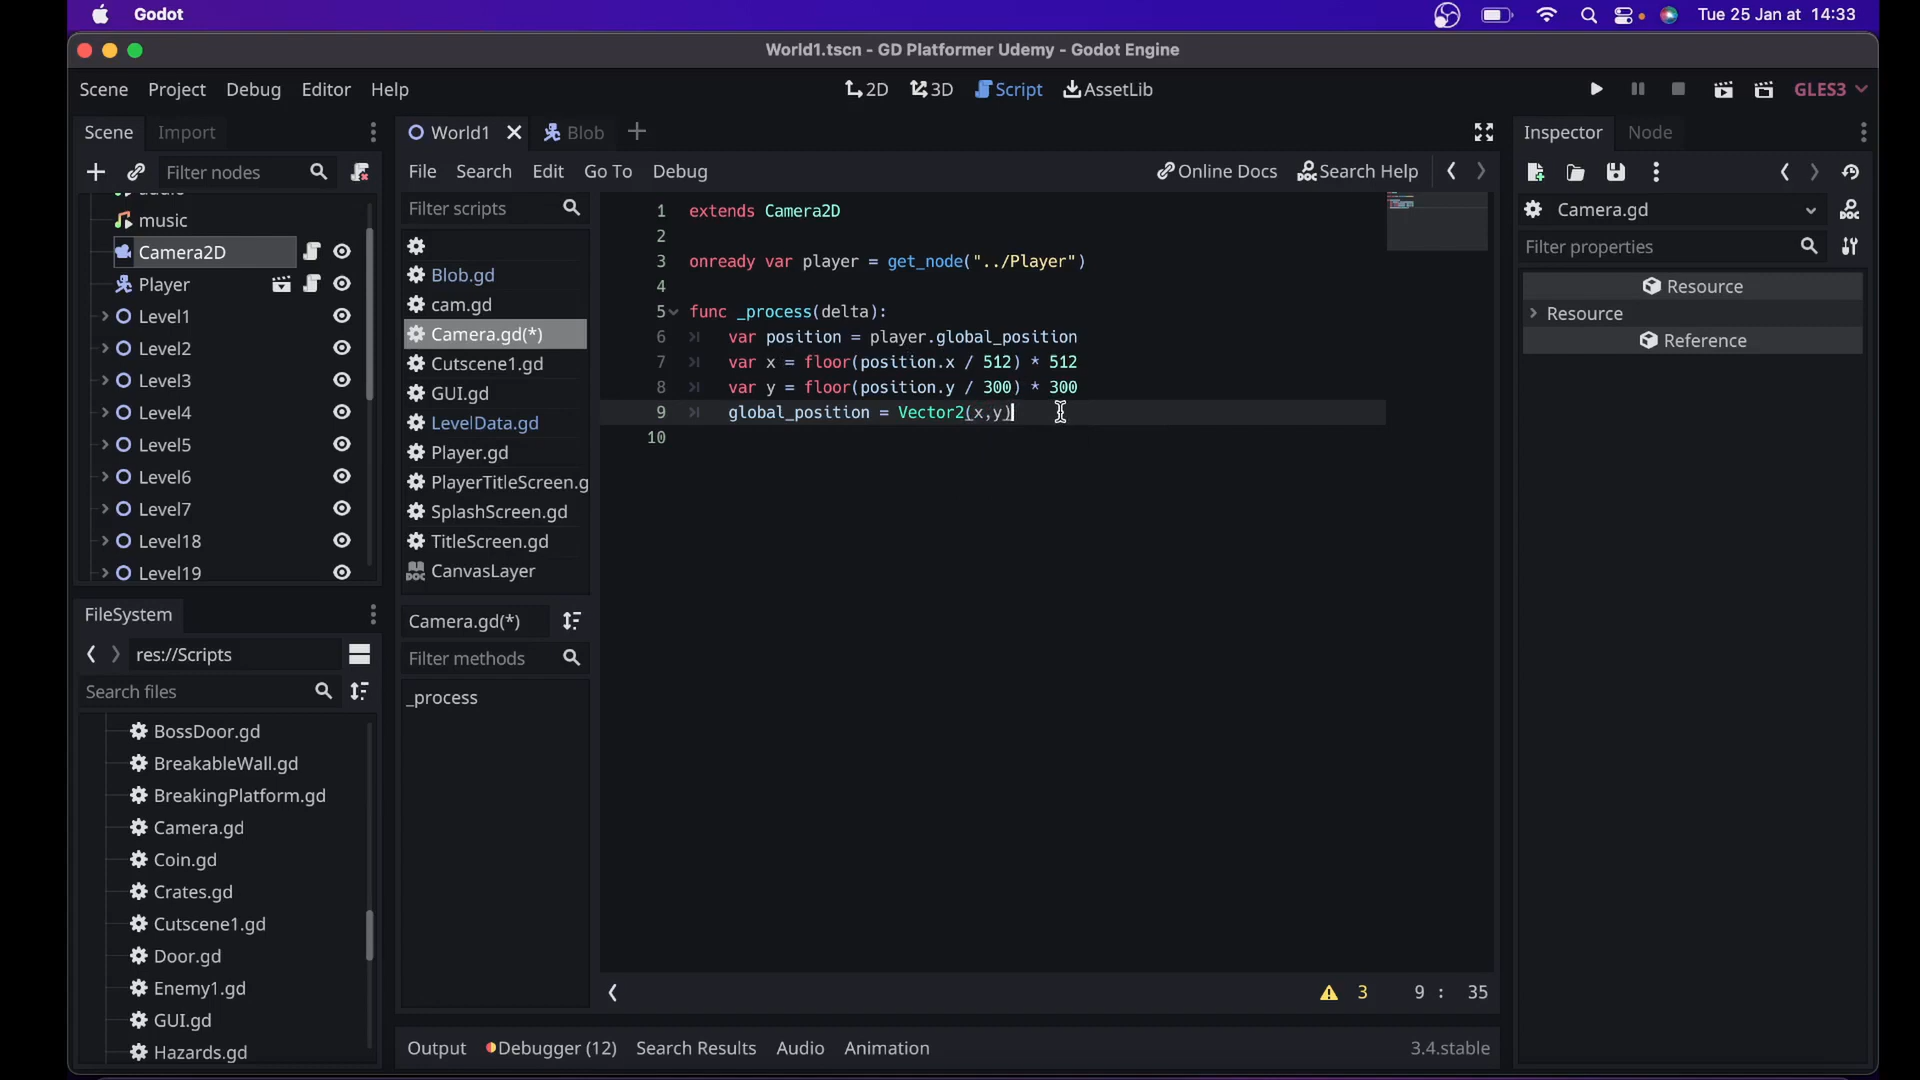 Godot
Tue 25 Jan at 14:33
World1.tscn - GD Platformer Udemy - Godot Engine
Scene Project Debug Editor Help
2D 3D Script AssetLib
GLES3
Scene Import
Filter nodes
audio
music
Camera2D
Player
Level1
Level2
Level3
Level4
Level5
Level6
Level7
Level18
Level19
FileSystem
res://Scripts
Search files
BossDoor.gd
BreakableWall.gd
BreakingPlatform.gd
Camera.gd
Coin.gd
Crates.gd
Cutscene1.gd
Door.gd
Enemy1.gd
GUI.gd
Hazards.gd
World1 Blob
File Search Edit Go To Debug
Online Docs Search Help
Filter scripts
Blob.gd
cam.gd
Camera.gd(*)
Cutscene1.gd
GUI.gd
LevelData.gd
Player.gd
PlayerTitleScreen.g
SplashScreen.gd
TitleScreen.gd
CanvasLayer
Camera.gd(*)
Filter methods
_process
1 extends Camera2D
2
3 onready var player = get_node("../Player")
4
5 func _process(delta):
6 var position = player.global_position
7 var x = floor(position.x / 512) * 512
8 var y = floor(position.y / 300) * 300
9 global_position = Vector2(x,y)
10
3 9 : 35
Output Debugger (12) Search Results Audio Animation
3.4.stable
Inspector Node
Camera.gd
Filter properties
Resource
Resource
Reference